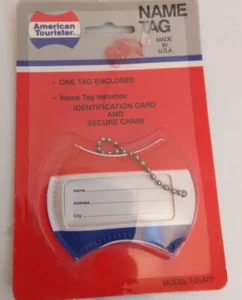 American
Tourister
NAME
TAG
MADE
IN
U.S.A.
• ONE TAG ENCLOSED
• Name Tag Includes:
IDENTIFICATION CARD
AND
SECURE CHAIN
Name
Address
City